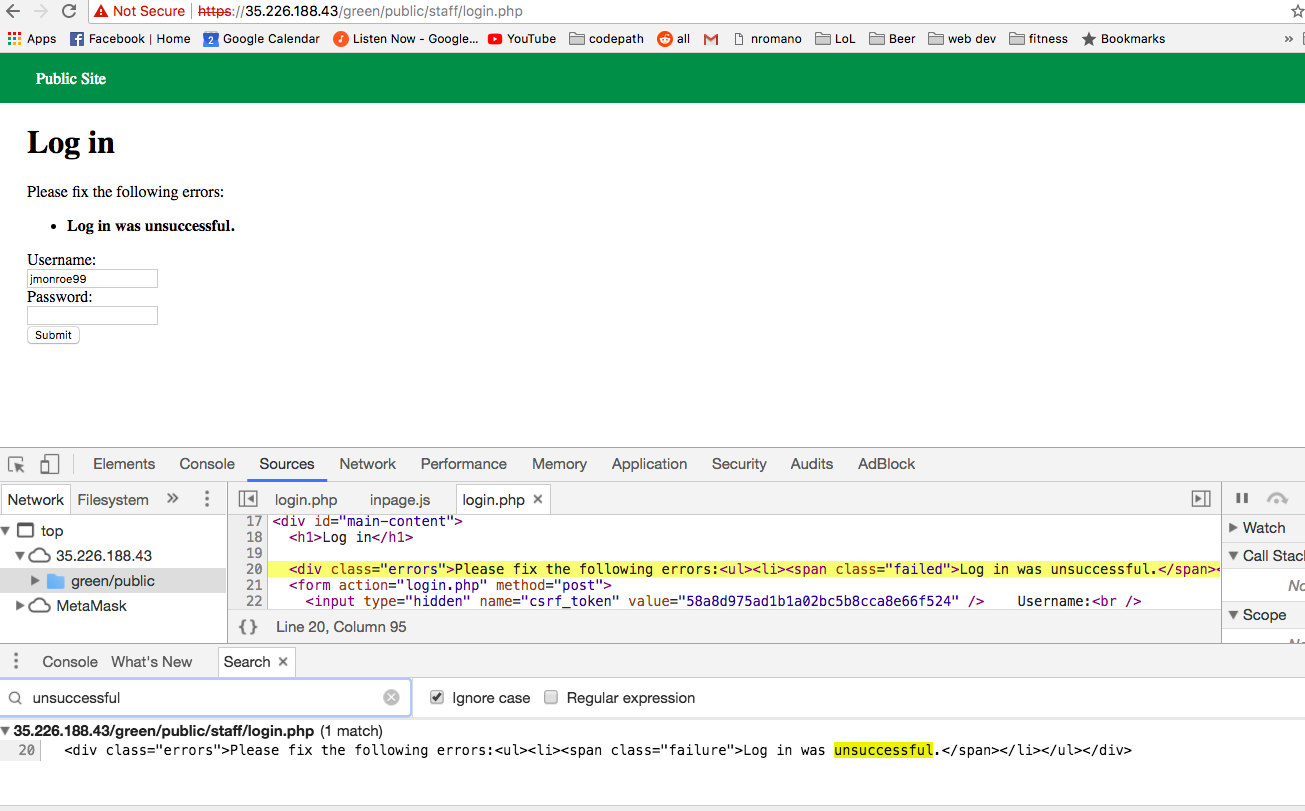 Not Secure | https://35.226.188.43/green/public/staff/login.php
Apps Facebook | Home 2 Google Calendar Listen Now - Google... YouTube codepath all nromano LoL Beer web dev fitness Bookmarks »
Public Site
Log in
Please fix the following errors:
• Log in was unsuccessful.
Username:
jmonroe99
Password:
Submit
Elements Console Sources Network Performance Memory Application Security Audits AdBlock
Network Filesystem » login.php inpage.js login.php ×
top
35.226.188.43
green/public
MetaMask
17 <div id="main-content">
18 <h1>Log in</h1>
19
20 <div class="errors">Please fix the following errors:<ul><li><span class="failed">Log in was unsuccessful.</span><
21 <form action="login.php" method="post">
22 <input type="hidden" name="csrf_token" value="58a8d975ad1b1a02bc5b8cca8e66f524" /> Username:<br />
{} Line 20, Column 95
Watch
Call Stack
No
Scope
No
Console What's New Search ×
unsuccessful Ignore case Regular expression
35.226.188.43/green/public/staff/login.php (1 match)
20 <div class="errors">Please fix the following errors:<ul><li><span class="failure">Log in was unsuccessful.</span></li></ul></div>